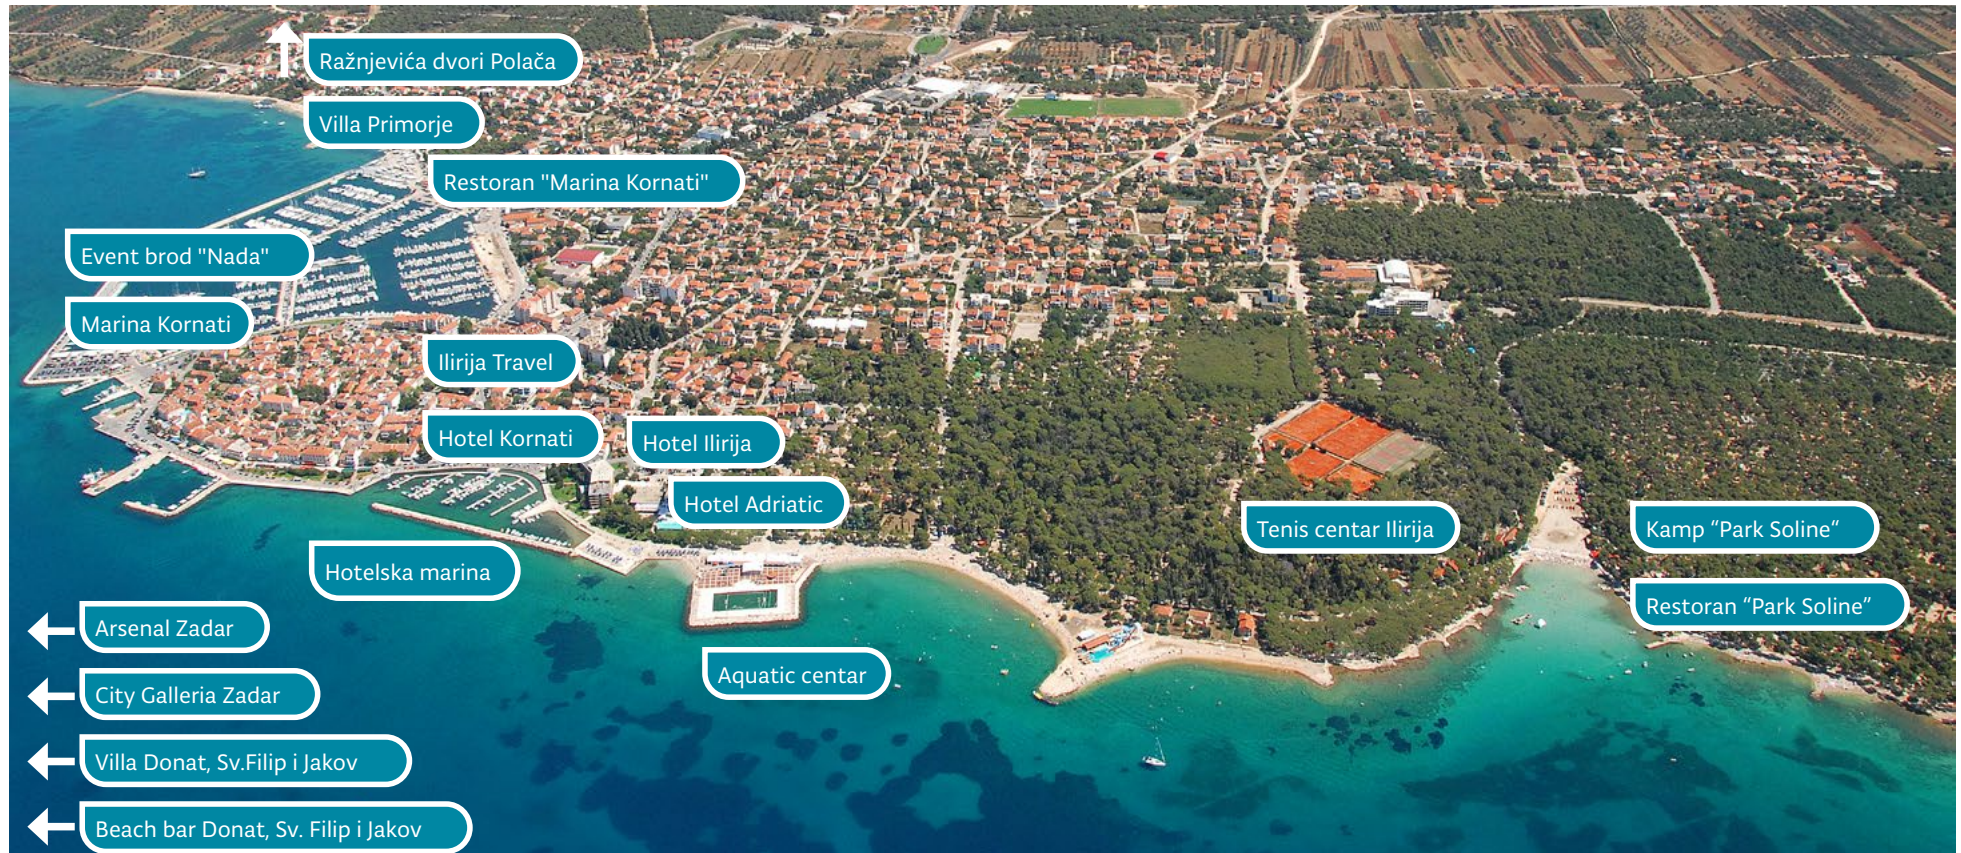 Ražnjevića dvori Polača
Villa Primorje
Restoran "Marina Kornati"
Event brod "Nada"
Marina Kornati
Ilirija Travel
Hotel Kornati
Hotel Ilirija
Hotel Adriatic
Tenis centar Ilirija
Kamp “Park Soline“
Hotelska marina
Restoran “Park Soline”
Arsenal Zadar
Aquatic centar
City Galleria Zadar
Villa Donat, Sv.Filip i Jakov
Beach bar Donat, Sv. Filip i Jakov